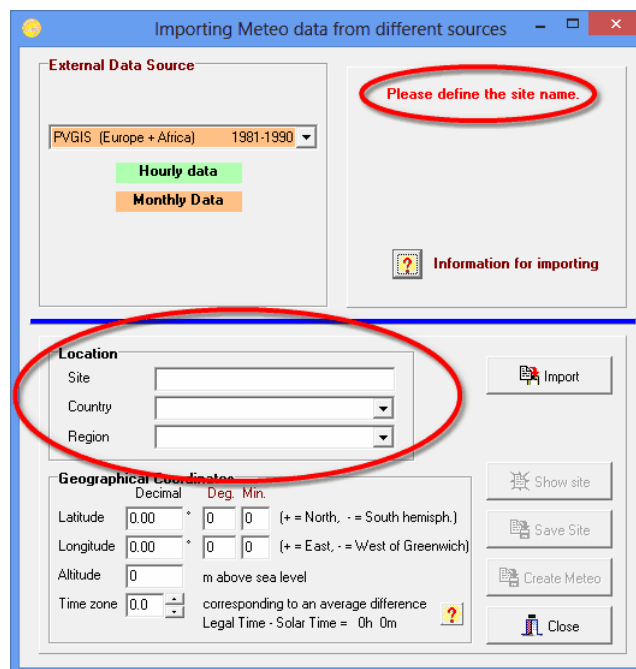 Importing Meteo data from different sources
External Data Source
PVGIS (Europe + Africa) 1981-1990
Hourly data
Monthly Data
Please define the site name.
? Information for importing
Location
Site
Country
Region
Import
Geographical Coordinates
Decimal Deg. Min.
Latitude 0.00 ° 0 0 (+ = North, - = South hemisph.)
Longitude 0.00 ° 0 0 (+ = East, - = West of Greenwich)
Altitude 0 m above sea level
Time zone 0.0 corresponding to an average difference
Legal Time - Solar Time = 0h 0m ?
Show site
Save Site
Create Meteo
Close